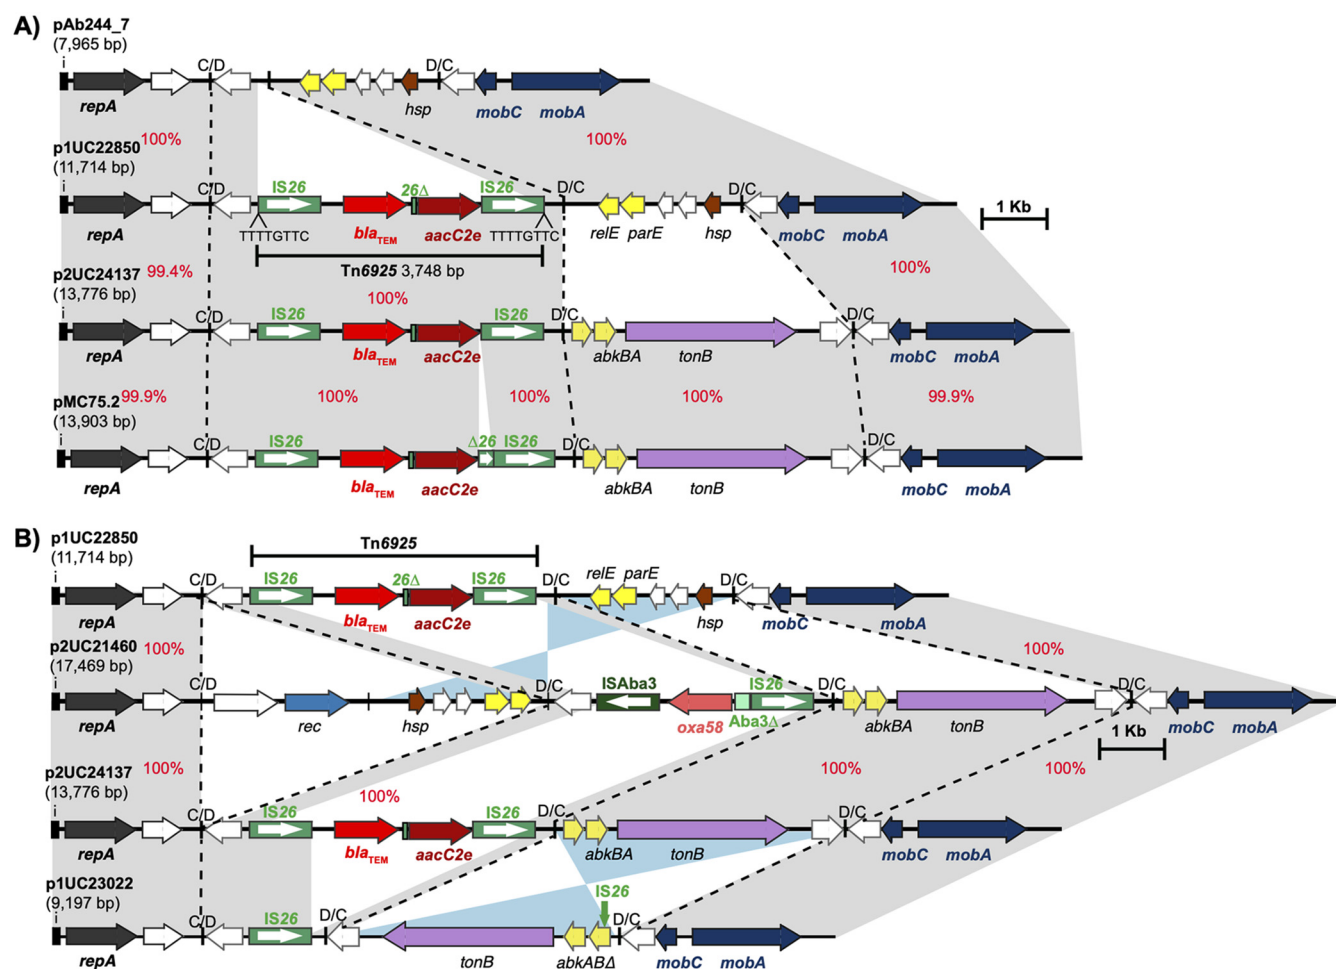 A)
pAb244_7
(7,965 bp)
i
C/D
D/C
repA
hsp
mobC
mobA
100%
100%
p1UC22850
(11,714 bp)
i
C/D
IS26
26Δ
IS26
D/C
D/C
1 Kb
repA
TTTTGTTC
blaTEM
aacC2e
TTTTGTTC
relE
parE
hsp
mobC
mobA
Tn6925 3,748 bp
99.4%
100%
100%
p2UC24137
(13,776 bp)
i
C/D
IS26
IS26
D/C
D/C
repA
blaTEM
aacC2e
abkBA
tonB
mobC
mobA
99.9%
100%
100%
100%
99.9%
pMC75.2
(13,903 bp)
i
C/D
IS26
Δ26
IS26
D/C
D/C
repA
blaTEM
aacC2e
abkBA
tonB
mobC
mobA
B)
p1UC22850
(11,714 bp)
i
Tn6925
C/D
IS26
26Δ
IS26
D/C
relE
parE
D/C
repA
blaTEM
aacC2e
hsp
mobC
mobA
100%
100%
p2UC21460
(17,469 bp)
i
C/D
D/C
ISAba3
IS26
D/C
D/C
repA
rec
hsp
oxa58
Aba3Δ
abkBA
tonB
1 Kb
mobC
mobA
100%
100%
100%
100%
p2UC24137
(13,776 bp)
i
C/D
IS26
IS26
D/C
D/C
repA
blaTEM
aacC2e
abkBA
tonB
mobC
mobA
p1UC23022
(9,197 bp)
i
C/D
IS26
D/C
IS26
D/C
repA
tonB
abkABΔ
mobC
mobA